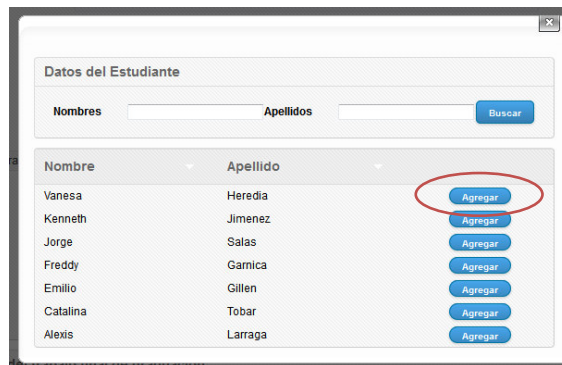 x
Datos del Estudiante
Nombres Apellidos Buscar
Nombre Apellido
Vanesa Heredia Agregar
Kenneth Jimenez Agregar
Jorge Salas Agregar
Freddy Garnica Agregar
Emilio Gillen Agregar
Catalina Tobar Agregar
Alexis Larraga Agregar